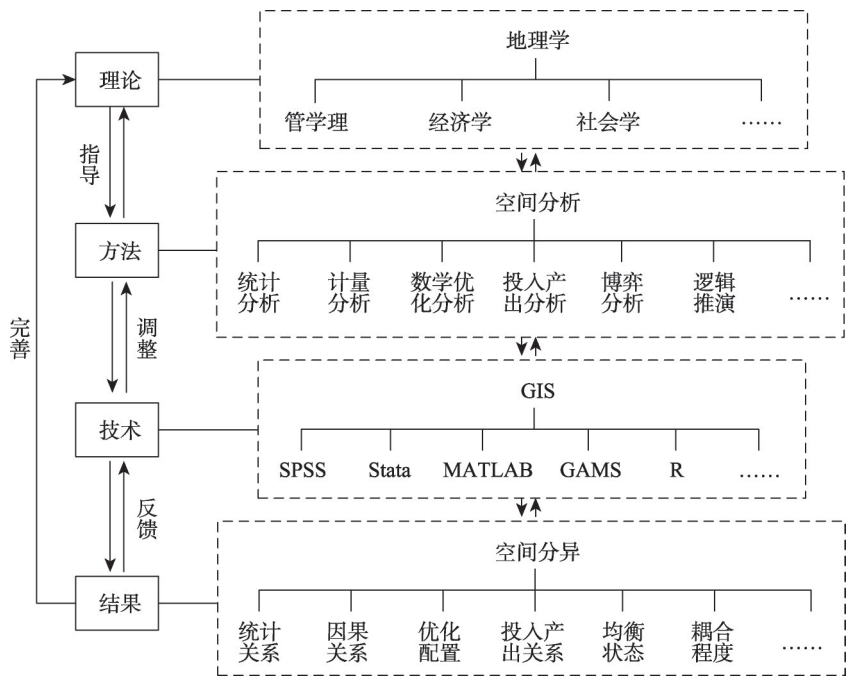 地理学
理论
管学理 经济学 社会学 ……
指导
空间分析
方法
统计分析 计量分析 数学优化分析 投入产出分析 博弈分析 逻辑推演 ……
完善
调整
GIS
技术
SPSS Stata MATLAB GAMS R ……
反馈
空间分异
结果
统计关系 因果关系 优化配置 投入产出关系 均衡状态 耦合程度 ……